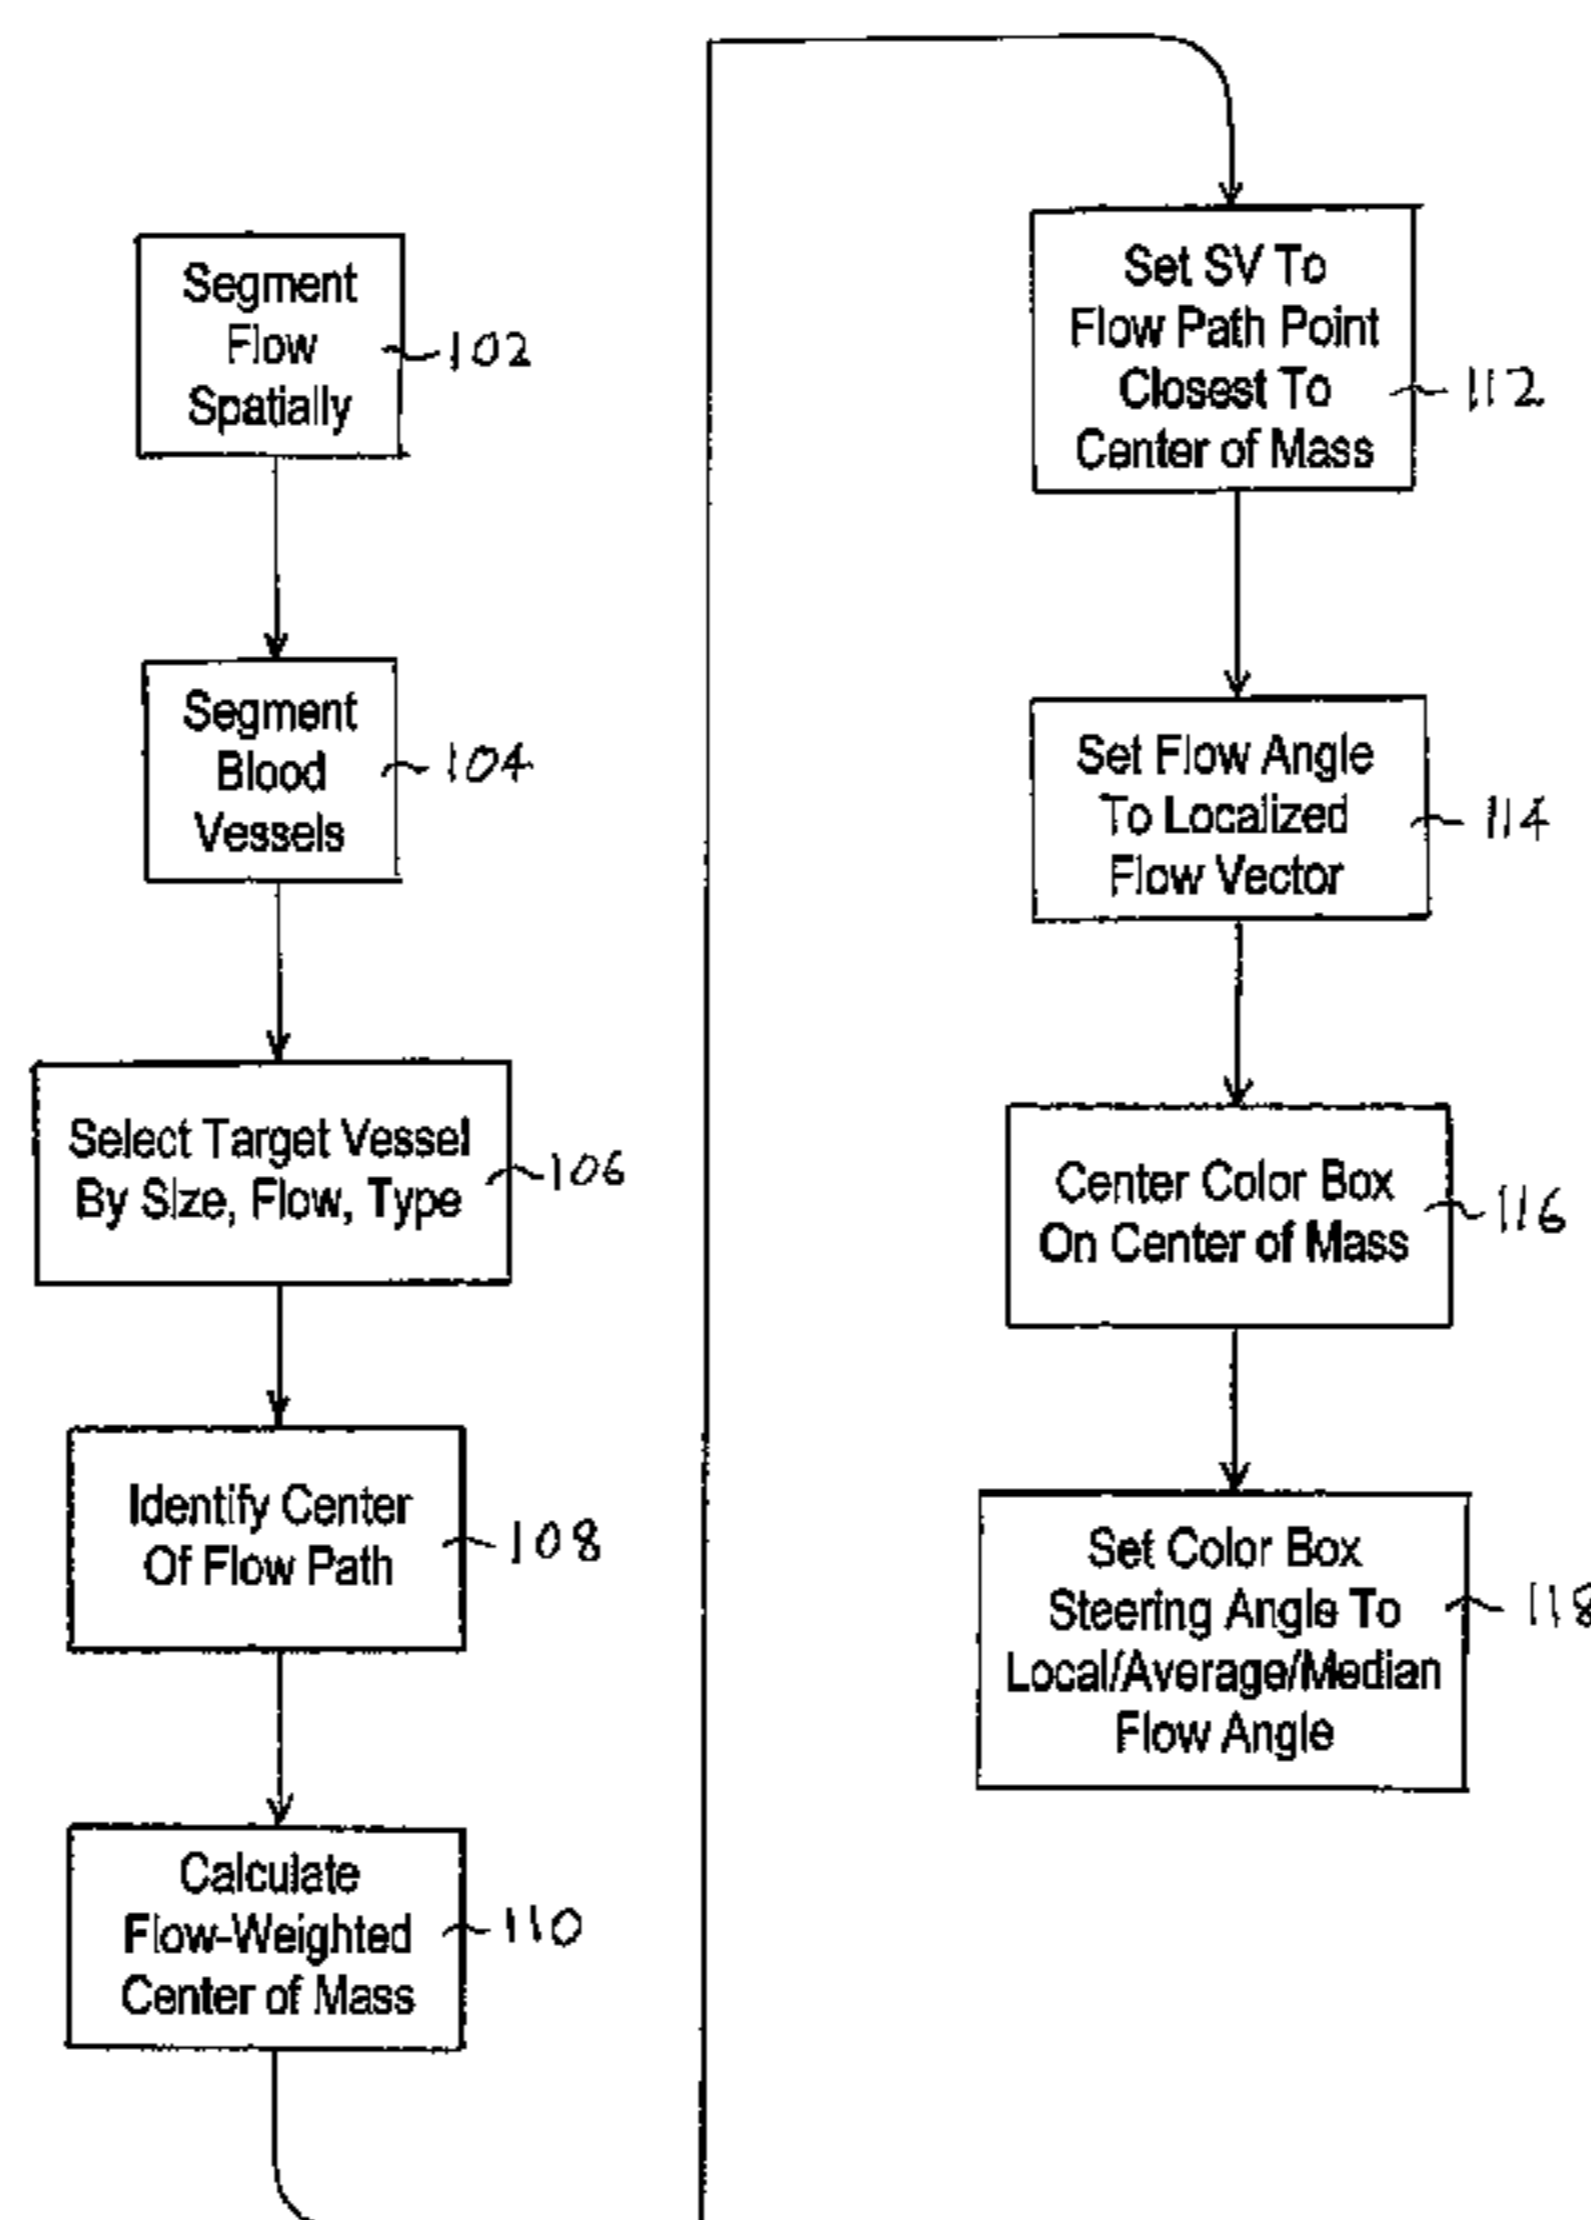 Segment
Flow
Spatially
102
Segment
Blood
Vessels
104
Select Target Vessel
By Size, Flow, Type
106
Identify Center
Of Flow Path
108
Calculate
Flow-Weighted
Center of Mass
110
Set SV To
Flow Path Point
Closest To
Center of Mass
112
Set Flow Angle
To Localized
Flow Vector
114
Center Color Box
On Center of Mass
116
Set Color Box
Steering Angle To
Local/Average/Median
Flow Angle
118